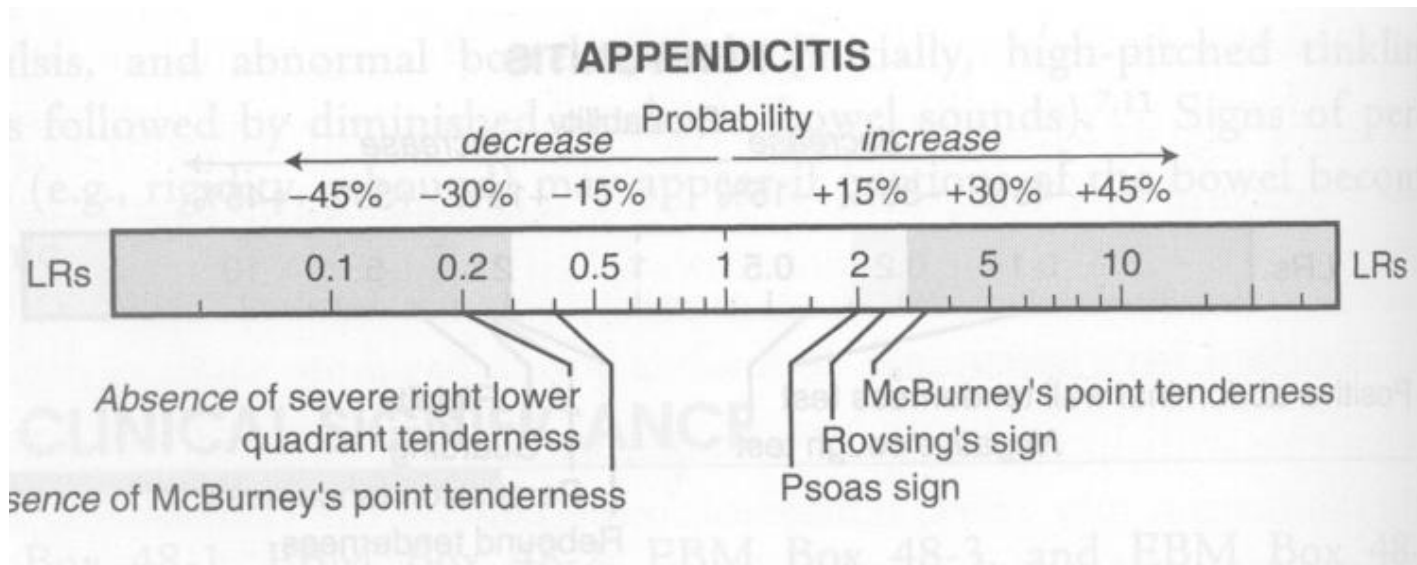 APPENDICITIS
Probability
decrease increase
−45% −30% −15% +15% +30% +45%
LRs 0.1 0.2 0.5 1 2 5 10 LRs
Absence of severe right lower
quadrant tenderness
sence of McBurney's point tenderness
McBurney's point tenderness
Rovsing's sign
Psoas sign